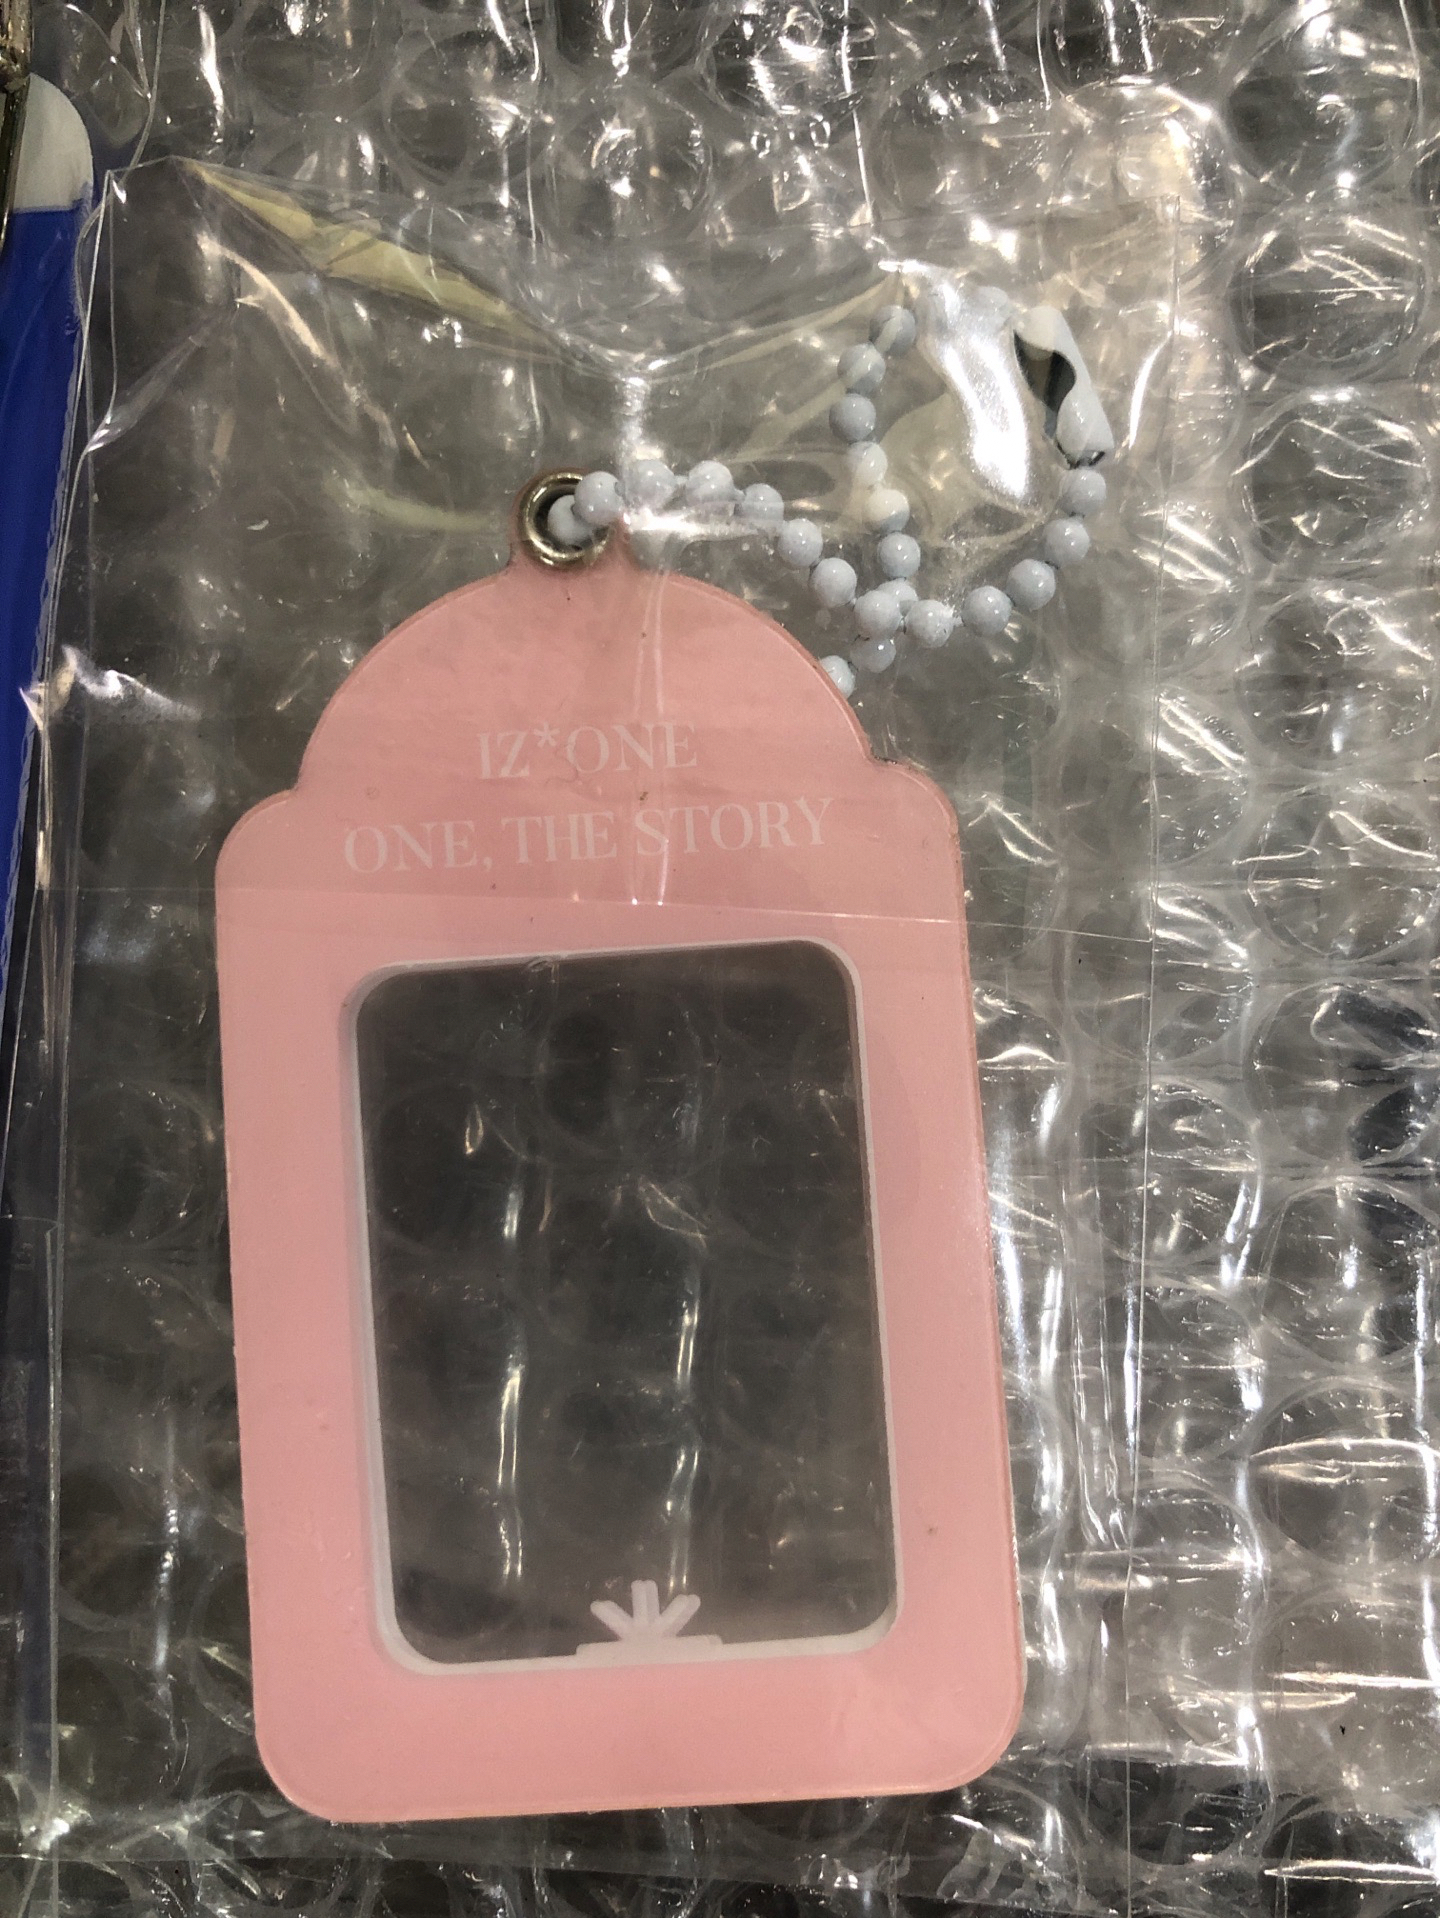 IZ*ONE
ONE, THE STORY